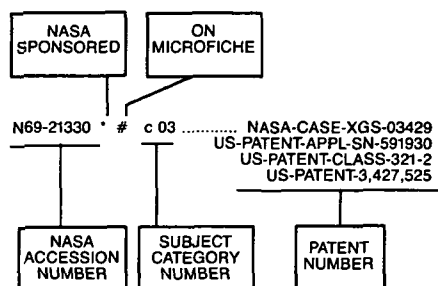 NASA
SPONSORED
ON
MICROFICHE
N69-21330 * # c 03 ........... NASA-CASE-XGS-03429
US-PATENT-APPL-SN-591930
US-PATENT-CLASS-321-2
US-PATENT-3,427,525
NASA
ACCESSION
NUMBER
SUBJECT
CATEGORY
NUMBER
PATENT
NUMBER